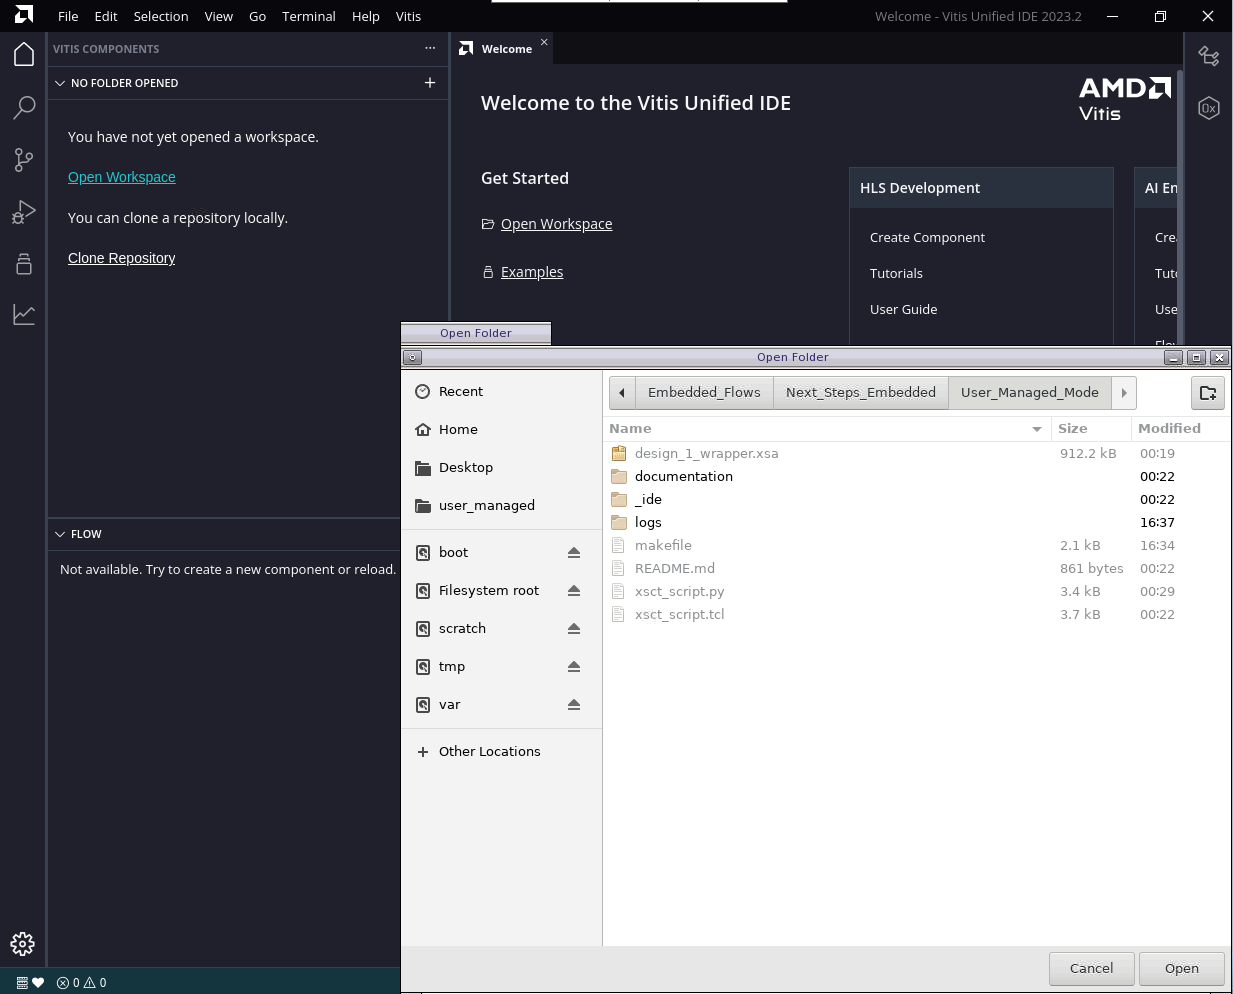 File Edit Selection View Go Terminal Help Vitis
Welcome - Vitis Unified IDE 2023.2
VITIS COMPONENTS
NO FOLDER OPENED
You have not yet opened a workspace.
Open Workspace
You can clone a repository locally.
Clone Repository
FLOW
Not available. Try to create a new component or reload.
0 0
Welcome
Welcome to the Vitis Unified IDE
AMD
Vitis
Get Started
Open Workspace
Examples
HLS Development
Create Component
Tutorials
User Guide
AI En
Crea
Tuto
Use
0x
Open Folder
Open Folder
Recent
Home
Desktop
user_managed
boot
Filesystem root
scratch
tmp
var
Other Locations
Embedded_Flows Next_Steps_Embedded User_Managed_Mode
Name Size Modified
design_1_wrapper.xsa 912.2 kB 00:19
documentation 00:22
_ide 00:22
logs 16:37
makefile 2.1 kB 16:34
README.md 861 bytes 00:22
xsct_script.py 3.4 kB 00:29
xsct_script.tcl 3.7 kB 00:22
Cancel Open